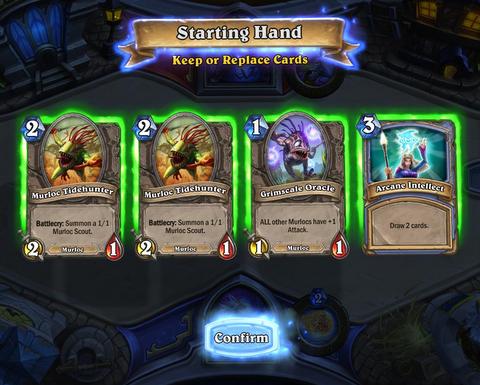 Starting Hand
Keep or Replace Cards
2
Murloc Tidehunter
Battlecry: Summon a 1/1
Murloc Scout.
2
Murloc
1
2
Murloc Tidehunter
Battlecry: Summon a 1/1
Murloc Scout.
2
Murloc
1
1
Grimscale Oracle
ALL other Murlocs have +1
Attack.
1
Murloc
1
3
Arcane Intellect
Draw 2 cards.
2
Confirm